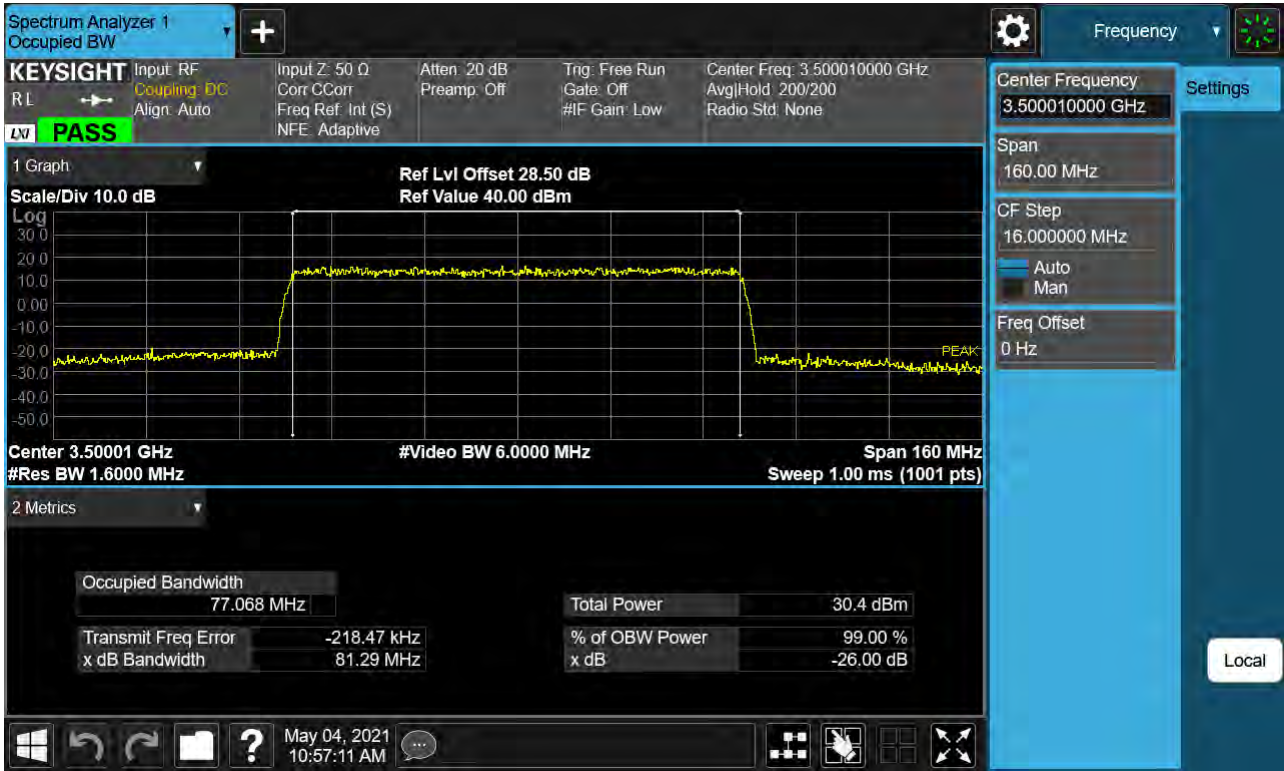 Spectrum Analyzer 1
Occupied BW
+
Frequency
KEYSIGHT
RL
LXI
PASS
Input: RF
Coupling: DC
Align: Auto
Input Z: 50 Ω
Corr CCorr
Freq Ref: Int (S)
NFE: Adaptive
Atten: 20 dB
Preamp: Off
Trig: Free Run
Gate: Off
#IF Gain: Low
Center Freq: 3.500010000 GHz
Avg|Hold: 200/200
Radio Std: None
Center Frequency
3.500010000 GHz
Settings
Span
160.00 MHz
CF Step
16.000000 MHz
Auto
Man
Freq Offset
0 Hz
Local
1 Graph
Scale/Div 10.0 dB
Ref Lvl Offset 28.50 dB
Ref Value 40.00 dBm
Log
30.0
20.0
10.0
0.00
-10.0
-20.0
-30.0
-40.0
-50.0
PEAK
Center 3.50001 GHz
#Video BW 6.0000 MHz
Span 160 MHz
#Res BW 1.6000 MHz
Sweep 1.00 ms (1001 pts)
2 Metrics
Occupied Bandwidth
77.068 MHz
Transmit Freq Error -218.47 kHz
x dB Bandwidth 81.29 MHz
Total Power 30.4 dBm
% of OBW Power 99.00 %
x dB -26.00 dB
?
May 04, 2021
10:57:11 AM